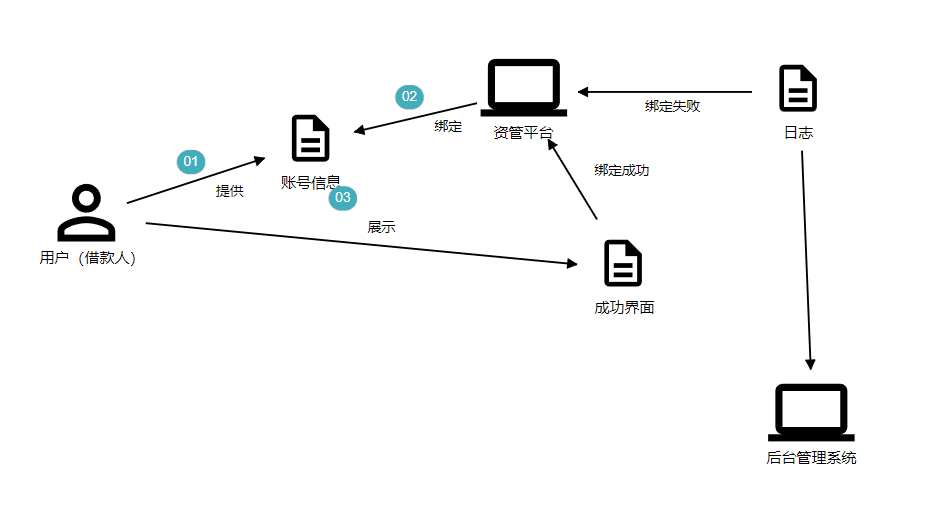 02
绑定
资管平台
绑定失败
日志
01
提供
账号信息
03
绑定成功
用户（借款人）
展示
成功界面
后台管理系统